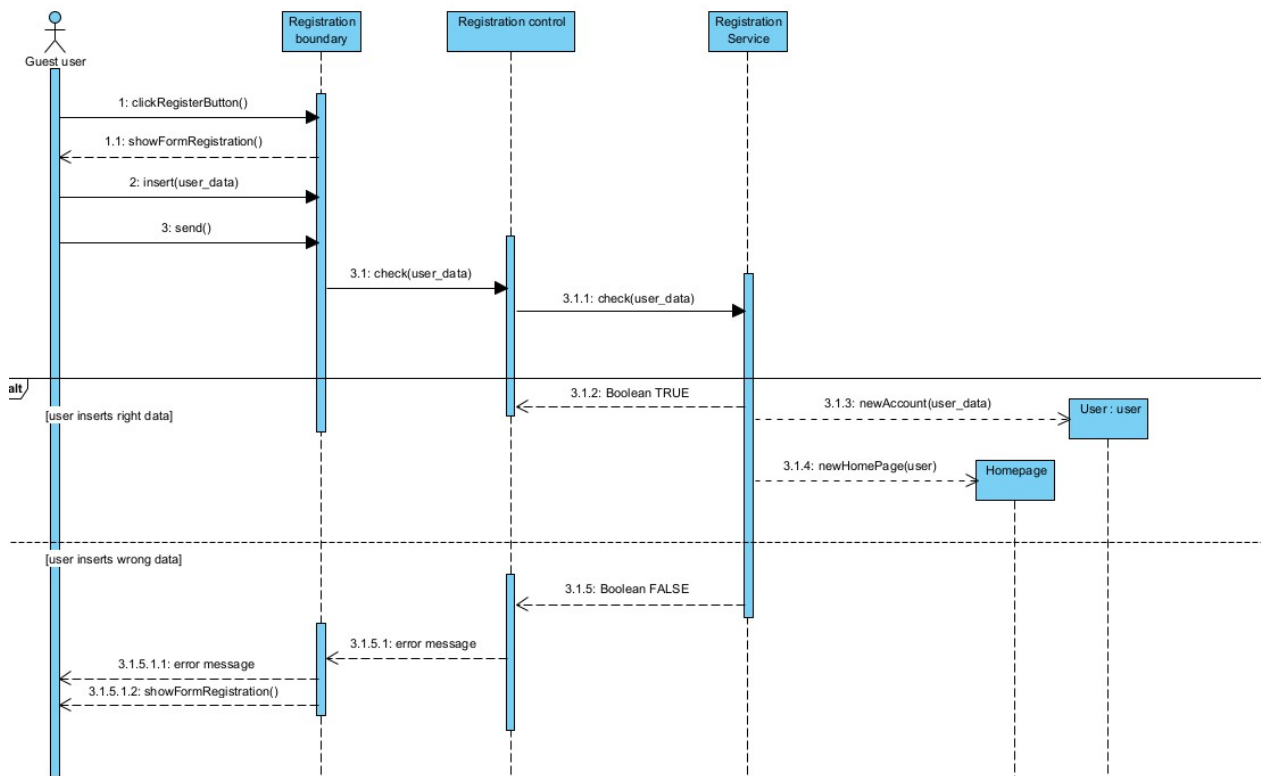 Registration
boundary
Registration control
Registration
Service
Guest user
1: clickRegisterButton()
1.1: showFormRegistration()
2: insert(user_data)
3: send()
3.1: check(user_data)
3.1.1: check(user_data)
alt
3.1.2: Boolean TRUE
3.1.3: newAccount(user_data)
User : user
[user inserts right data]
3.1.4: newHomePage(user)
Homepage
[user inserts wrong data]
3.1.5: Boolean FALSE
3.1.5.1: error message
3.1.5.1.1: error message
3.1.5.1.2: showFormRegistration()